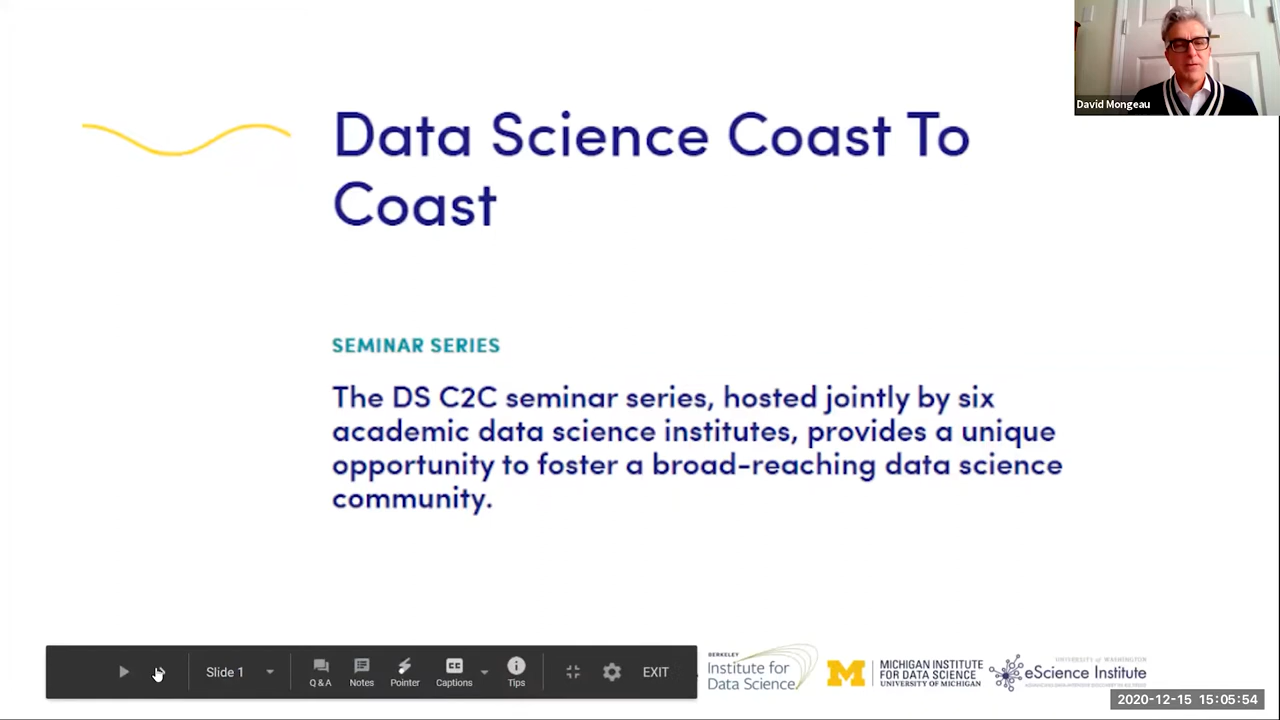 David Mongeau
Data Science Coast To
Coast
SEMINAR SERIES
The DS C2C seminar series, hosted jointly by six
academic data science institutes, provides a unique
opportunity to foster a broad-reaching data science
community.
Slide 1
Q & A
Notes
Pointer
Captions
Tips
EXIT
BERKELEY
Institute for
Data Science
MICHIGAN INSTITUTE
FOR DATA SCIENCE
UNIVERSITY OF MICHIGAN
UNIVERSITY OF WASHINGTON
eScience Institute
2020-12-15 15:05:54